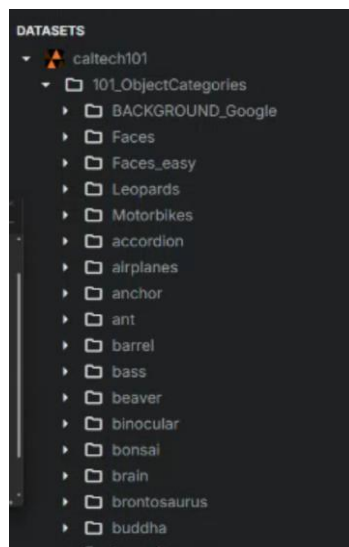 DATASETS
caltech101
101_ObjectCategories
BACKGROUND_Google
Faces
Faces_easy
Leopards
Motorbikes
accordion
airplanes
anchor
ant
barrel
bass
beaver
binocular
bonsai
brain
brontosaurus
buddha